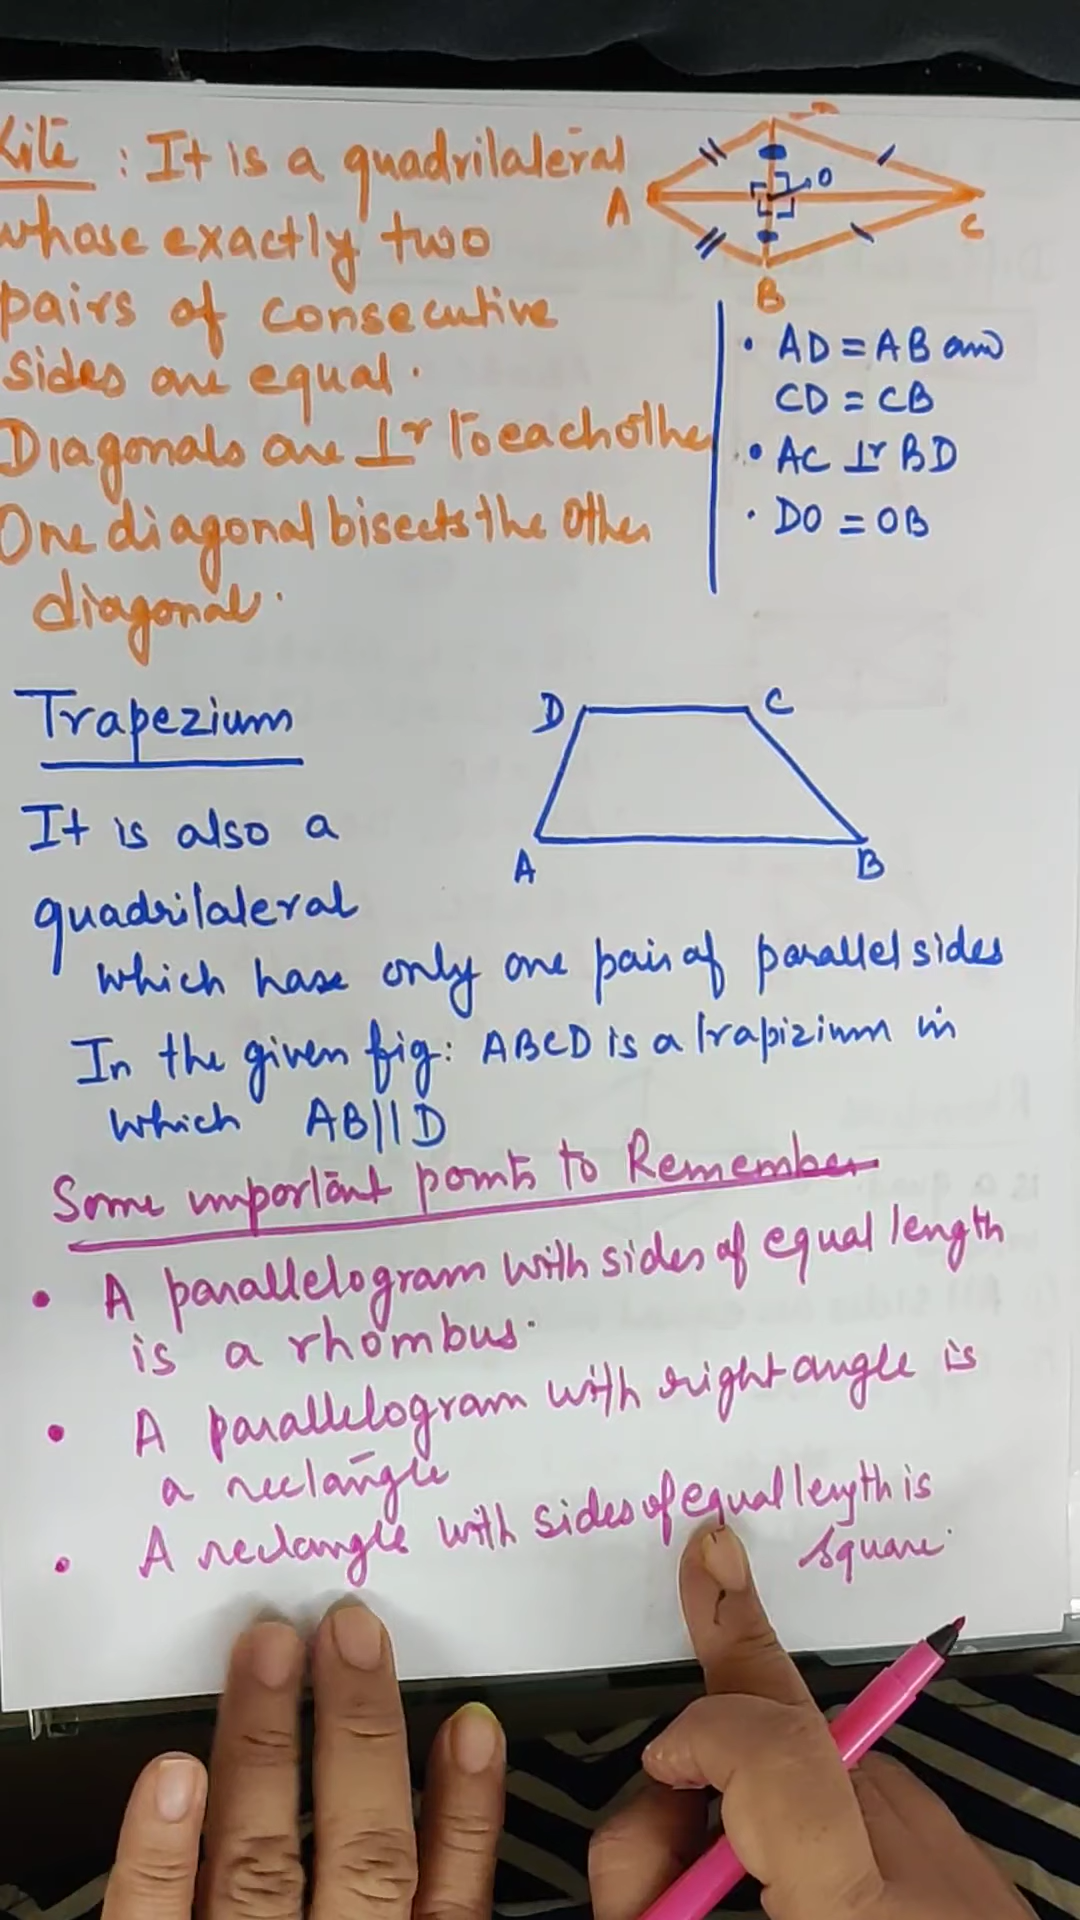 Kite : It is a quadrilateral
whose exactly two
pairs of consecutive
sides are equal.
Diagonals are ⊥r to each other
One diagonal bisects the other
diagonal.
D
A
O
C
B
• AD = AB and
CD = CB
• AC ⊥r BD
• DO = OB
Trapezium
D C
A B
It is also a
quadrilateral
which have only one pair of parallel sides
In the given fig: ABCD is a trapizium in
which AB||D
Some important points to Remember
• A parallelogram with sides of equal length
is a rhombus.
• A parallelogram with right angle is
a rectangle
• A rectangle with sides of equal length is
square.